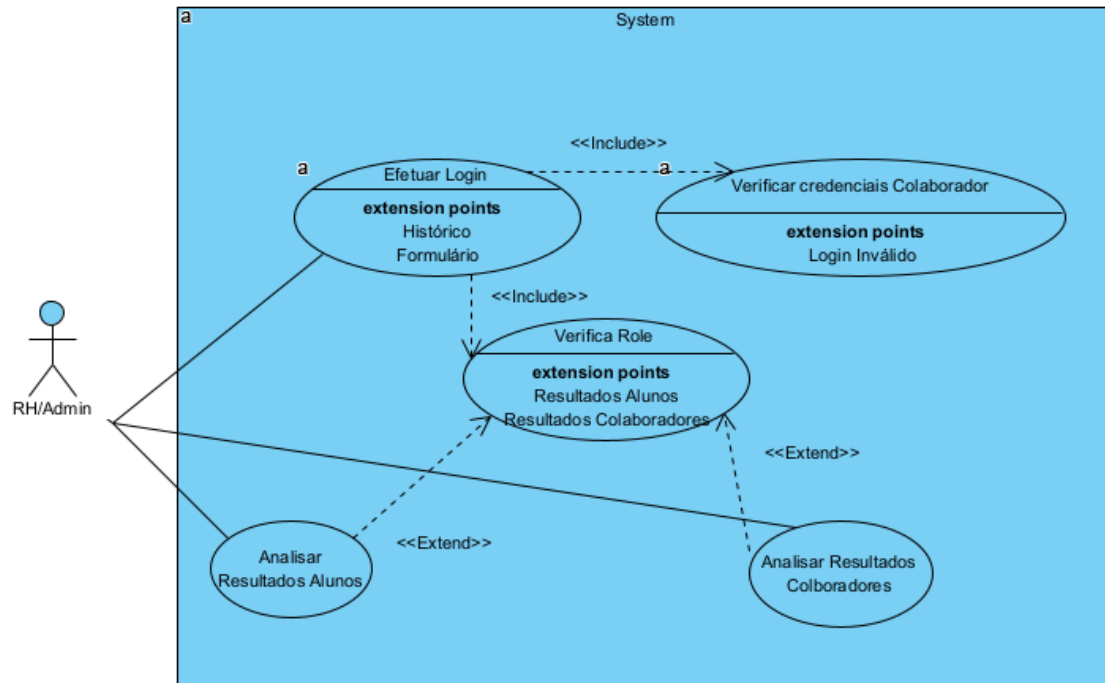 a
System
<<Include>>
a
Efetuar Login
extension points
Histórico
Formulário
a
Verificar credenciais Colaborador
extension points
Login Inválido
<<Include>>
Verifica Role
extension points
Resultados Alunos
Resultados Colaboradores
RH/Admin
<<Extend>>
<<Extend>>
Analisar
Resultados Alunos
Analisar Resultados
Colboradores